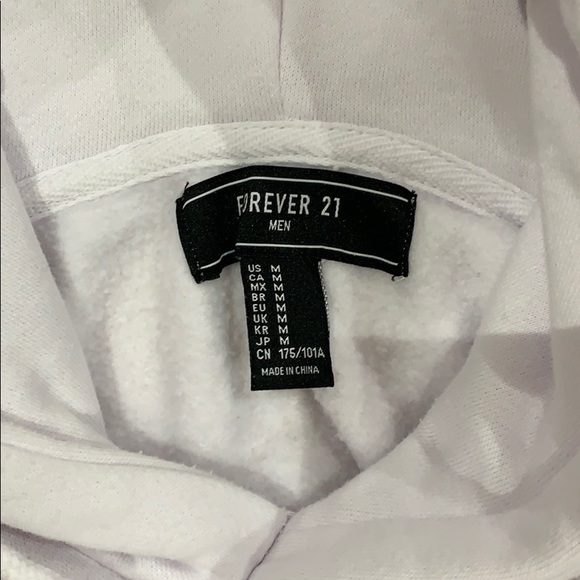 FOREVER 21
MEN
US M
CA M
MX M
BR M
EU M
UK M
KR M
JP M
CN 175/101A
MADE IN CHINA